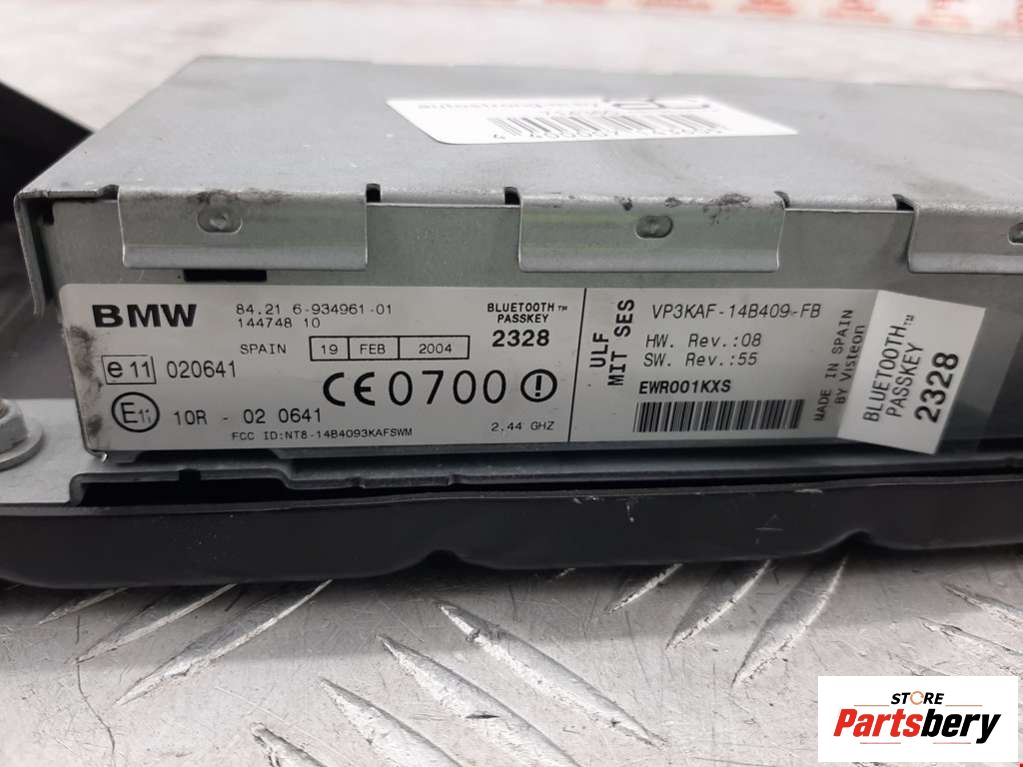 BMW
84.21 6-934961-01
144748 10
SPAIN 19 FEB 2004
BLUETOOTH™
PASSKEY
2328
e11 020641
CE0700
E11 10R - 02 0641
FCC ID:NT8-14B4093KAFSWM
2,44 GHZ
ULF
MIT SES
VP3KAF-14B409-FB
HW. Rev.:08
SW. Rev.:55
EWR001KXS
MADE IN SPAIN
BY Visteon
BLUETOOTH™
PASSKEY
2328
STORE
Partsbery